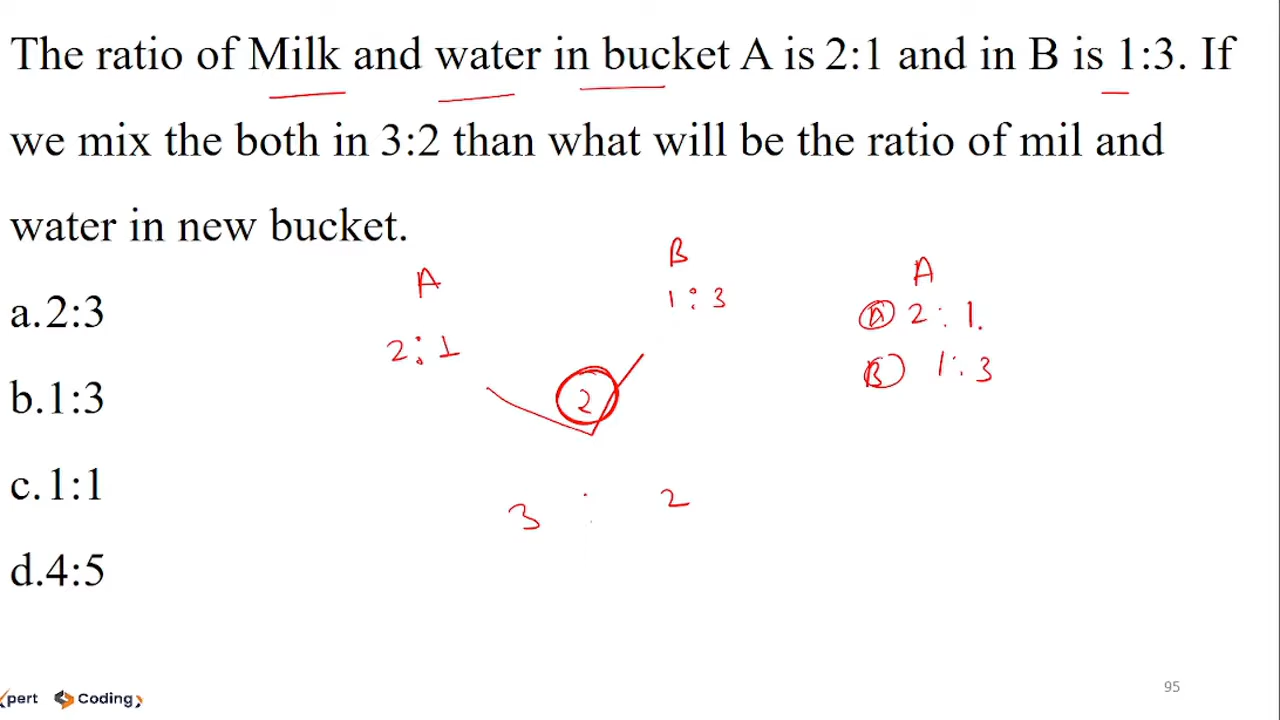 The ratio of Milk and water in bucket A is 2:1 and in B is 1:3. If
we mix the both in 3:2 than what will be the ratio of mil and
water in new bucket.
a.2:3
b.1:3
c.1:1
d.4:5
A
2:1
B
1:3
2
3 : 2
A
A 2:1.
B 1:3
95
pert Coding